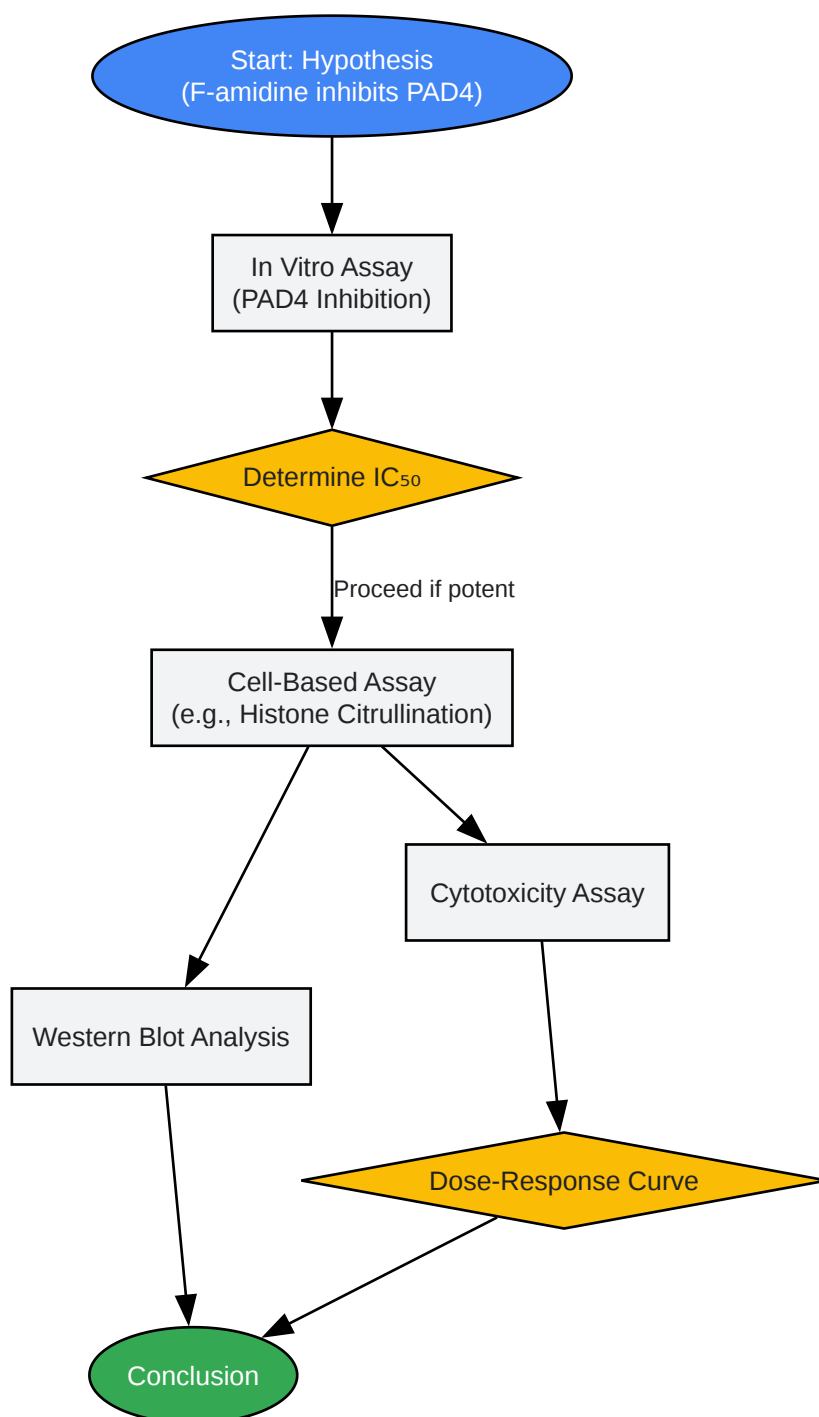 Start: Hypothesis
(F-amidine inhibits PAD4)
In Vitro Assay
(PAD4 Inhibition)
Determine IC₅₀
Proceed if potent
Cell-Based Assay
(e.g., Histone Citrullination)
Cytotoxicity Assay
Western Blot Analysis
Dose-Response Curve
Conclusion